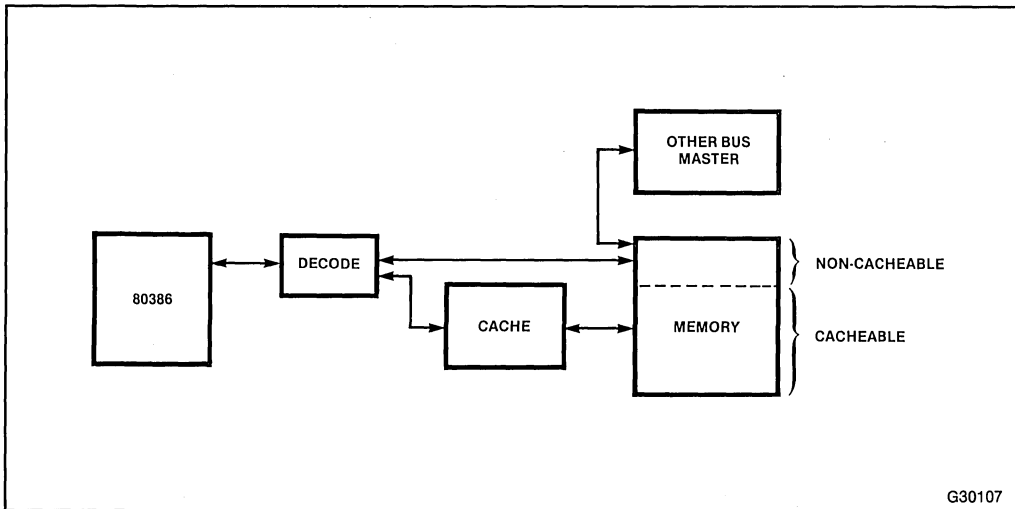 OTHER BUS
MASTER
80386
DECODE
CACHE
MEMORY
NON-CACHEABLE
CACHEABLE
G30107